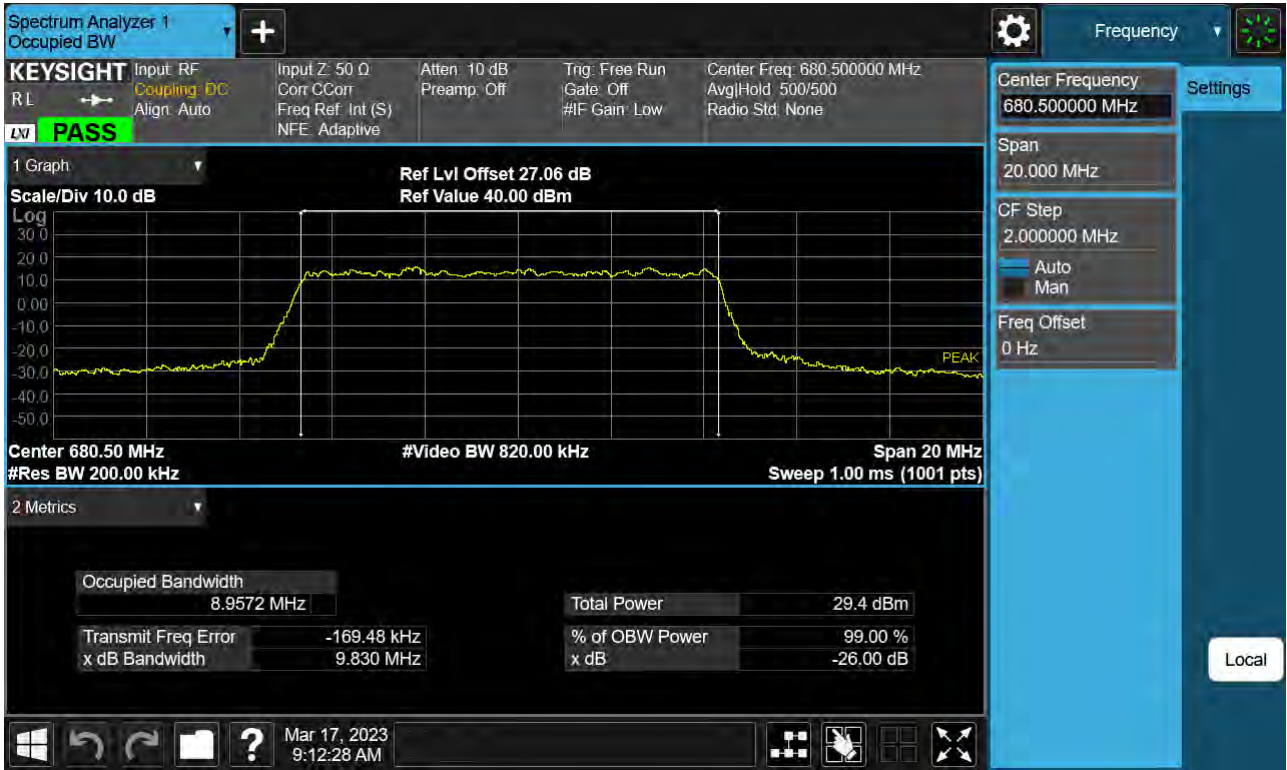 Spectrum Analyzer 1
Occupied BW
Frequency
KEYSIGHT
RL
LXI
PASS
Input: RF
Coupling: DC
Align: Auto
Input Z: 50 Ω
Corr CCorr
Freq Ref: Int (S)
NFE: Adaptive
Atten: 10 dB
Preamp: Off
Trig: Free Run
Gate: Off
#IF Gain: Low
Center Freq: 680.500000 MHz
Avg|Hold: 500/500
Radio Std: None
Center Frequency
680.500000 MHz
Settings
Span
20.000 MHz
CF Step
2.000000 MHz
Auto
Man
Freq Offset
0 Hz
Local
1 Graph
Scale/Div 10.0 dB
Ref Lvl Offset 27.06 dB
Ref Value 40.00 dBm
Log
30.0
20.0
10.0
0.00
-10.0
-20.0
-30.0
-40.0
-50.0
PEAK
Center 680.50 MHz
#Video BW 820.00 kHz
Span 20 MHz
#Res BW 200.00 kHz
Sweep 1.00 ms (1001 pts)
2 Metrics
Occupied Bandwidth
8.9572 MHz
Total Power 29.4 dBm
Transmit Freq Error -169.48 kHz
% of OBW Power 99.00 %
x dB Bandwidth 9.830 MHz
x dB -26.00 dB
?
Mar 17, 2023
9:12:28 AM